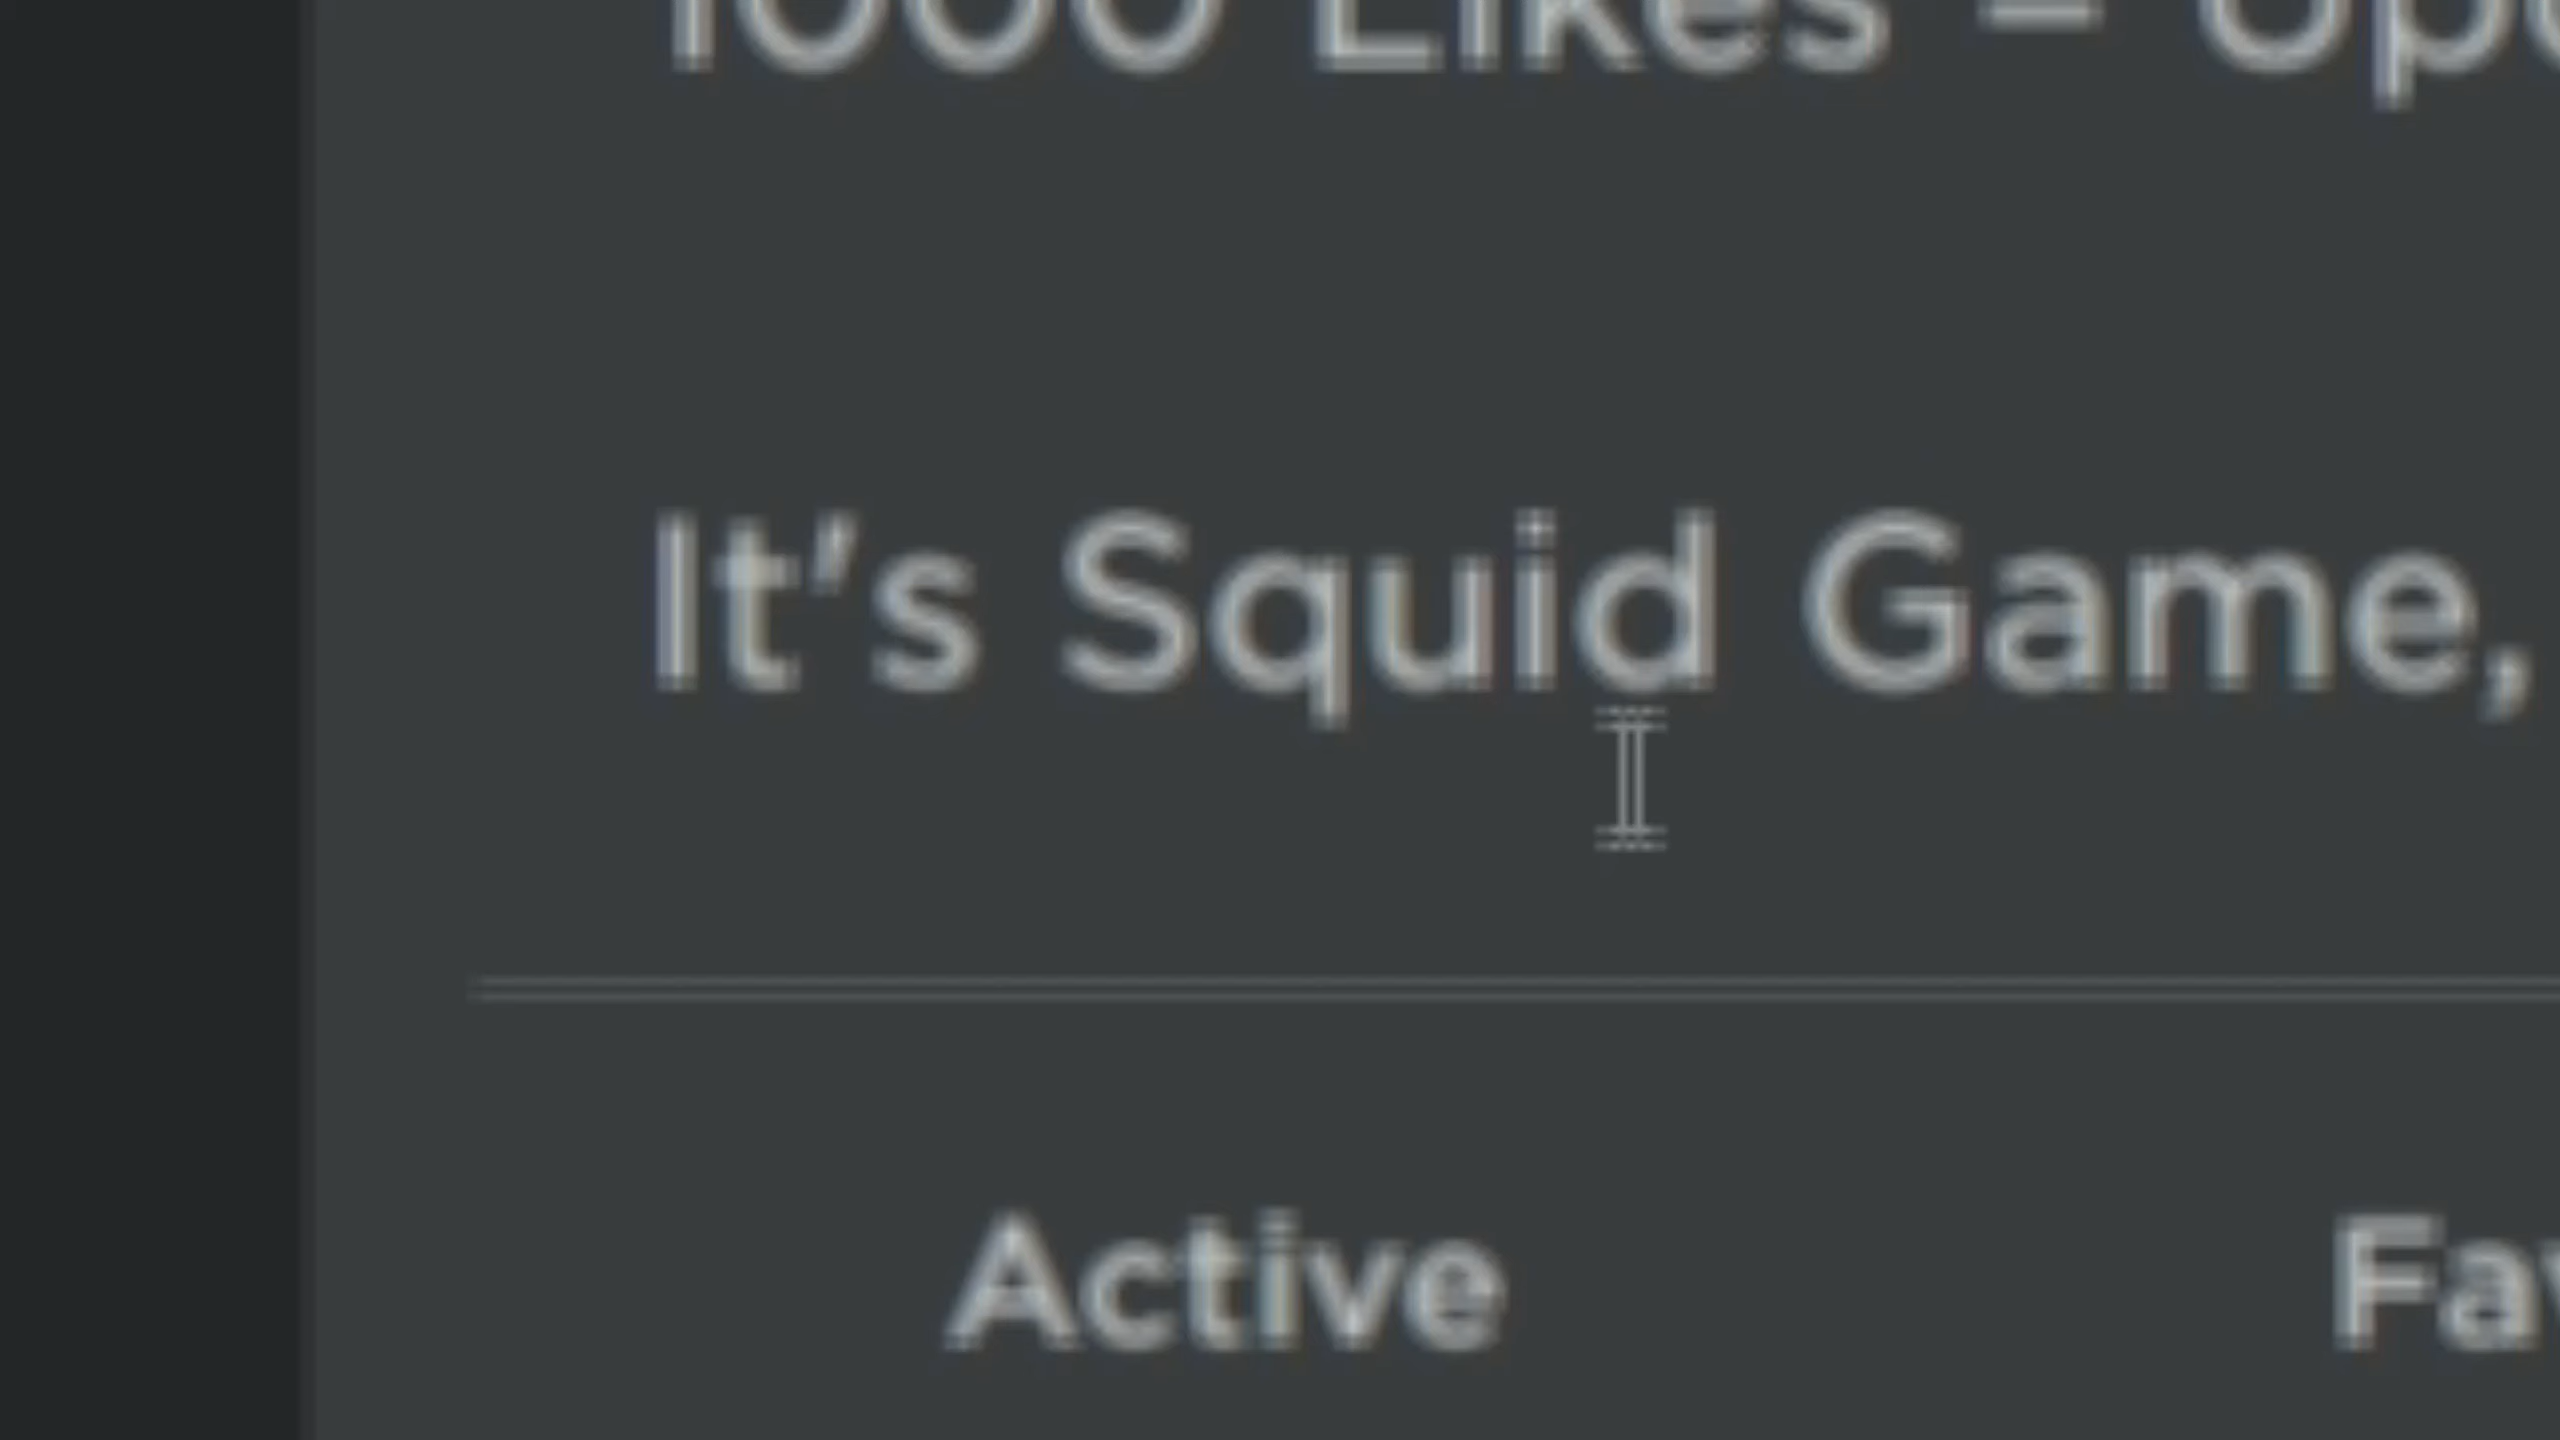 1000 Likes =
It's Squid Game,
Active